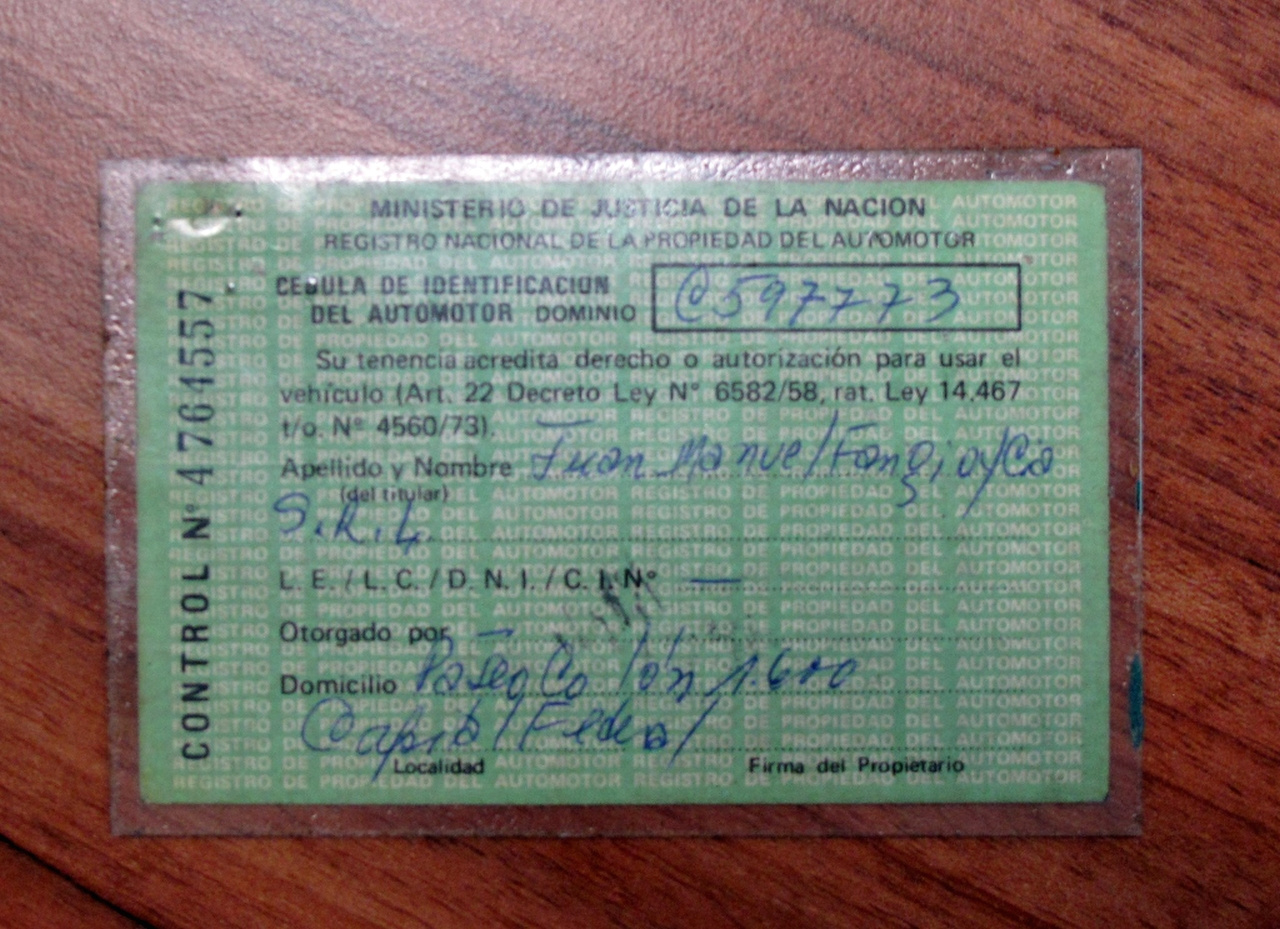 MINISTERIO DE JUSTICIA DE LA NACION
REGISTRO NACIONAL DE LA PROPIEDAD DEL AUTOMOTOR
CEDULA DE IDENTIFICACION
DEL AUTOMOTOR DOMINIO C597773
Su tenencia acredita derecho o autorización para usar el
vehículo (Art. 22 Decreto Ley N° 6582/58, rat. Ley 14.467
t/o. N° 4560/73).
Apellido y Nombre Juan Manuel Fangio y Cia
(del titular)
S.R.L.
L. E. / L. C. / D. N. I. / C. I. N° —
Otorgado por —
Domicilio Paseo Colón 1600
Capital Federal
Localidad Firma del Propietario
CONTROL N° 4764557